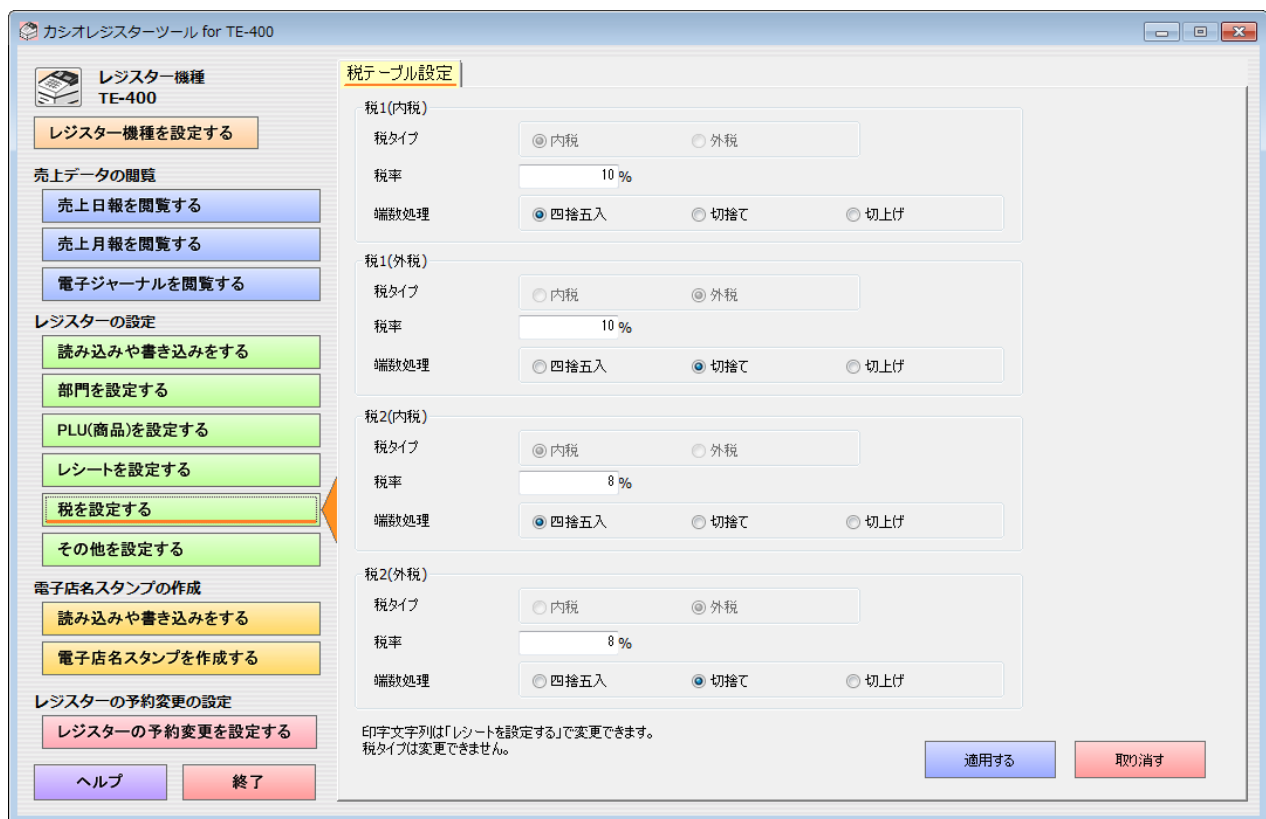 カシオレジスターツール for TE-400
レジスター機種
TE-400
レジスター機種を設定する
売上データの閲覧
売上日報を閲覧する
売上月報を閲覧する
電子ジャーナルを閲覧する
レジスターの設定
読み込みや書き込みをする
部門を設定する
PLU(商品)を設定する
レシートを設定する
税を設定する
その他を設定する
電子店名スタンプの作成
読み込みや書き込みをする
電子店名スタンプを作成する
レジスターの予約変更の設定
レジスターの予約変更を設定する
ヘルプ 終了
税テーブル設定
税1(内税)
税タイプ 内税 外税
税率 10 %
端数処理 四捨五入 切捨て 切上げ
税1(外税)
税タイプ 内税 外税
税率 10 %
端数処理 四捨五入 切捨て 切上げ
税2(内税)
税タイプ 内税 外税
税率 8 %
端数処理 四捨五入 切捨て 切上げ
税2(外税)
税タイプ 内税 外税
税率 8 %
端数処理 四捨五入 切捨て 切上げ
印字文字列は「レシートを設定する」で変更できます。
税タイプは変更できません。
適用する 取り消す